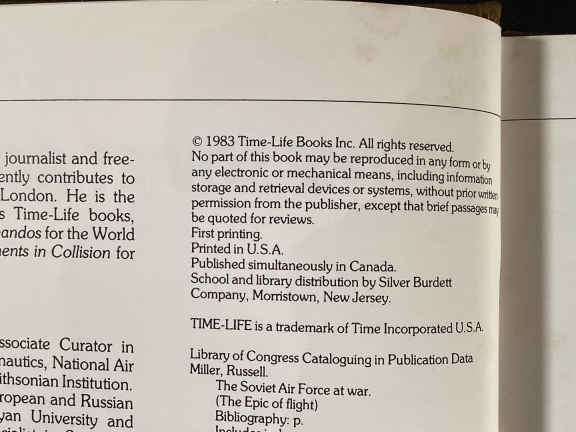 journalist and free-
ently contributes to
London. He is the
s Time-Life books,
andos for the World
ents in Collision for
ssociate Curator in
nautics, National Air
ithsonian Institution.
ropean and Russian
yan University and
© 1983 Time-Life Books Inc. All rights reserved.
No part of this book may be reproduced in any form or by
any electronic or mechanical means, including information
storage and retrieval devices or systems, without prior written
permission from the publisher, except that brief passages may
be quoted for reviews.
First printing.
Printed in U.S.A.
Published simultaneously in Canada.
School and library distribution by Silver Burdett
Company, Morristown, New Jersey.
TIME-LIFE is a trademark of Time Incorporated U.S.A.
Library of Congress Cataloguing in Publication Data
Miller, Russell.
The Soviet Air Force at war.
(The Epic of flight)
Bibliography: p.